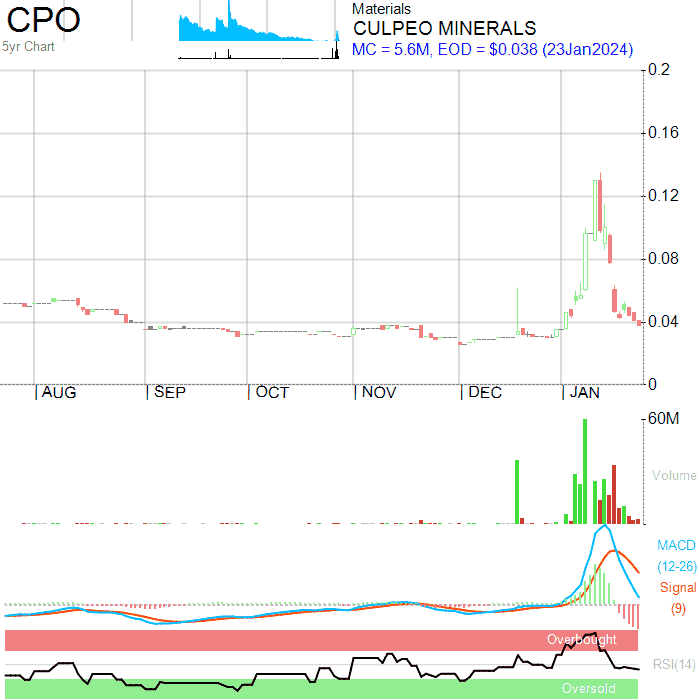 CPO
5yr Chart
Materials
CULPEO MINERALS
MC = 5.6M, EOD = $0.038 (23Jan2024)
0.2
0.16
0.12
0.08
0.04
0
AUG SEP OCT NOV DEC JAN
60M
Volume
MACD
(12-26)
Signal
(9)
Overbought
RSI(14)
Oversold